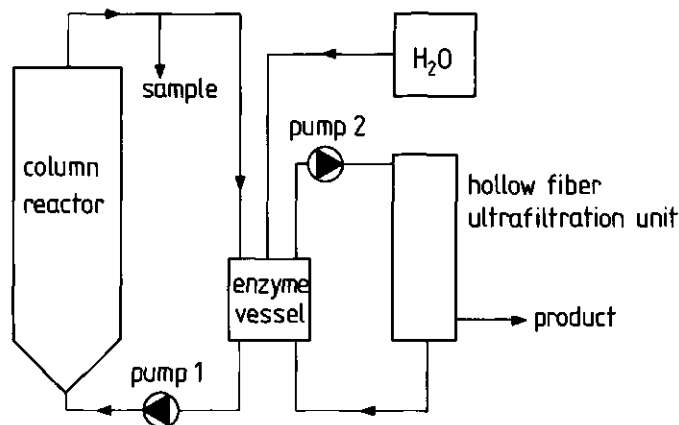 H₂O
sample
pump 2
column
reactor
hollow fiber
ultrafiltration unit
enzyme
vessel
product
pump 1